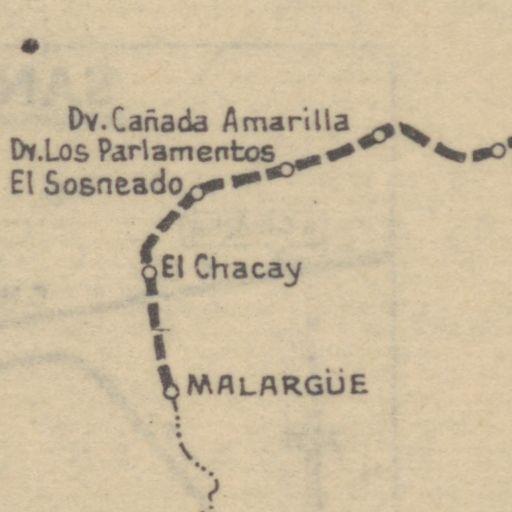 Dv. Cañada Amarilla
Dv. Los Parlamentos
El Sosneado
El Chacay
MALARGÜE